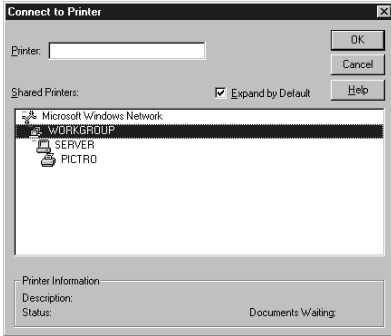 Connect to Printer
Printer:
OK
Cancel
Help
Shared Printers:
Expand by Default
Microsoft Windows Network
WORKGROUP
SERVER
PICTRO
Printer Information
Description:
Status:
Documents Waiting: